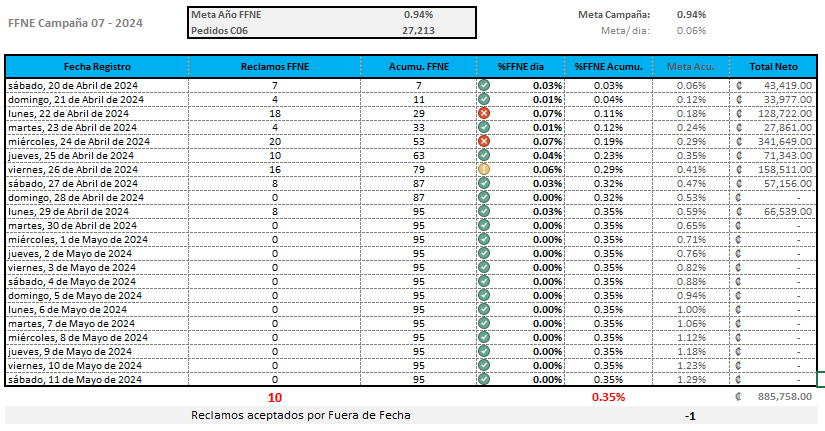 FFNE Campaña 07 - 2024
Meta Año FFNE 0.94%
Pedidos C06 27,213
Meta Campaña: 0.94%
Meta/ dia: 0.06%
Fecha Registro Reclamos FFNE Acumu. FFNE %FFNE dia %FFNE Acumu. Meta Acu. Total Neto
sábado, 20 de Abril de 2024 7 7 0.03% 0.03% 0.06% ₡ 43,419.00
domingo, 21 de Abril de 2024 4 11 0.01% 0.04% 0.12% ₡ 33,977.00
lunes, 22 de Abril de 2024 18 29 0.07% 0.11% 0.18% ₡ 128,722.00
martes, 23 de Abril de 2024 4 33 0.01% 0.12% 0.24% ₡ 27,861.00
miércoles, 24 de Abril de 2024 20 53 0.07% 0.19% 0.29% ₡ 341,649.00
jueves, 25 de Abril de 2024 10 63 0.04% 0.23% 0.35% ₡ 71,343.00
viernes, 26 de Abril de 2024 16 79 0.06% 0.29% 0.41% ₡ 158,511.00
sábado, 27 de Abril de 2024 8 87 0.03% 0.32% 0.47% ₡ 57,156.00
domingo, 28 de Abril de 2024 0 87 0.00% 0.32% 0.53% ₡ -
lunes, 29 de Abril de 2024 8 95 0.03% 0.35% 0.59% ₡ 66,539.00
martes, 30 de Abril de 2024 0 95 0.00% 0.35% 0.65% ₡ -
miércoles, 1 de Mayo de 2024 0 95 0.00% 0.35% 0.71% ₡ -
jueves, 2 de Mayo de 2024 0 95 0.00% 0.35% 0.76% ₡ -
viernes, 3 de Mayo de 2024 0 95 0.00% 0.35% 0.82% ₡ -
sábado, 4 de Mayo de 2024 0 95 0.00% 0.35% 0.88% ₡ -
domingo, 5 de Mayo de 2024 0 95 0.00% 0.35% 0.94% ₡ -
lunes, 6 de Mayo de 2024 0 95 0.00% 0.35% 1.00% ₡ -
martes, 7 de Mayo de 2024 0 95 0.00% 0.35% 1.06% ₡ -
miércoles, 8 de Mayo de 2024 0 95 0.00% 0.35% 1.12% ₡ -
jueves, 9 de Mayo de 2024 0 95 0.00% 0.35% 1.18% ₡ -
viernes, 10 de Mayo de 2024 0 95 0.00% 0.35% 1.23% ₡ -
sábado, 11 de Mayo de 2024 0 95 0.00% 0.35% 1.29% ₡ -
10 0.35% ₡ 885,758.00
Reclamos aceptados por Fuera de Fecha -1